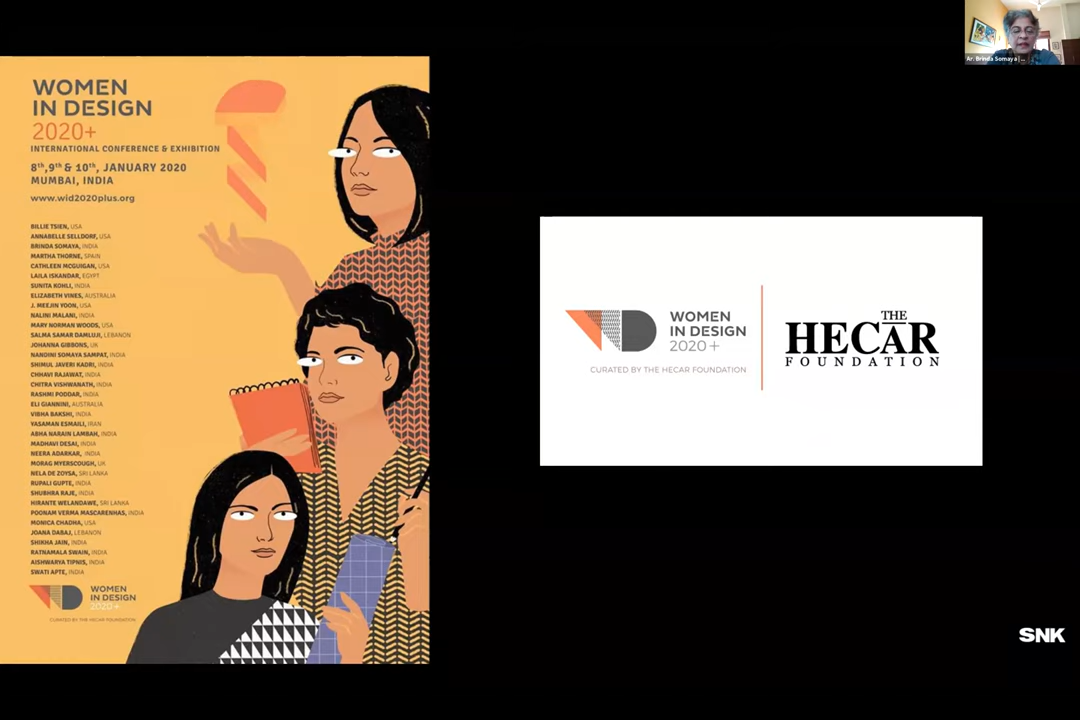 WOMEN
IN DESIGN
2020+
INTERNATIONAL CONFERENCE & EXHIBITION
8th, 9th & 10th, JANUARY 2020
MUMBAI, INDIA
www.wid2020plus.org
BILLIE TSIEN, USA
ANNABELLE SELLDORF, USA
BRINDA SOMAYA, INDIA
MARTHA THORNE, SPAIN
CATHLEEN MCGUIGAN, USA
LAILA ISKANDAR, EGYPT
SUNITA KOHLI, INDIA
ELIZABETH VINES, AUSTRALIA
J. MEEJIN YOON, USA
NALINI MALANI, INDIA
MARY NORMAN WOODS, USA
SALMA SAMAR DAMLUJI, LEBANON
JOHANNA GIBBONS, UK
NANDINI SOMAYA SAMPAT, INDIA
SHIMUL JAVERI KADRI, INDIA
CHHAVI RAJAWAT, INDIA
CHITRA VISHWANATH, INDIA
RASHMI PODDAR, INDIA
ELI GIANNINI, AUSTRALIA
VIBHA BAKSHI, INDIA
YASAMAN ESMAILI, IRAN
ABHA NARAIN LAMBAH, INDIA
MADHAVI DESAI, INDIA
NEERA ADARKAR, INDIA
MORAG MYERSCOUGH, UK
NELA DE ZOYSA, SRI LANKA
RUPALI GUPTE, INDIA
SHUBHRA RAJE, INDIA
HIRANTE WELANDAWE, SRI LANKA
POONAM VERMA MASCARENHAS, INDIA
MONICA CHADHA, USA
JOANA DABAJ, LEBANON
SHIKHA JAIN, INDIA
RATNAMALA SWAIN, INDIA
AISHWARYA TIPNIS, INDIA
SWATI APTE, INDIA
WOMEN
IN DESIGN
2020+
CURATED BY THE HECAR FOUNDATION
WOMEN
IN DESIGN
2020+
CURATED BY THE HECAR FOUNDATION
THE
HECAR
FOUNDATION
Ar. Brinda Somaya | ...
SNK